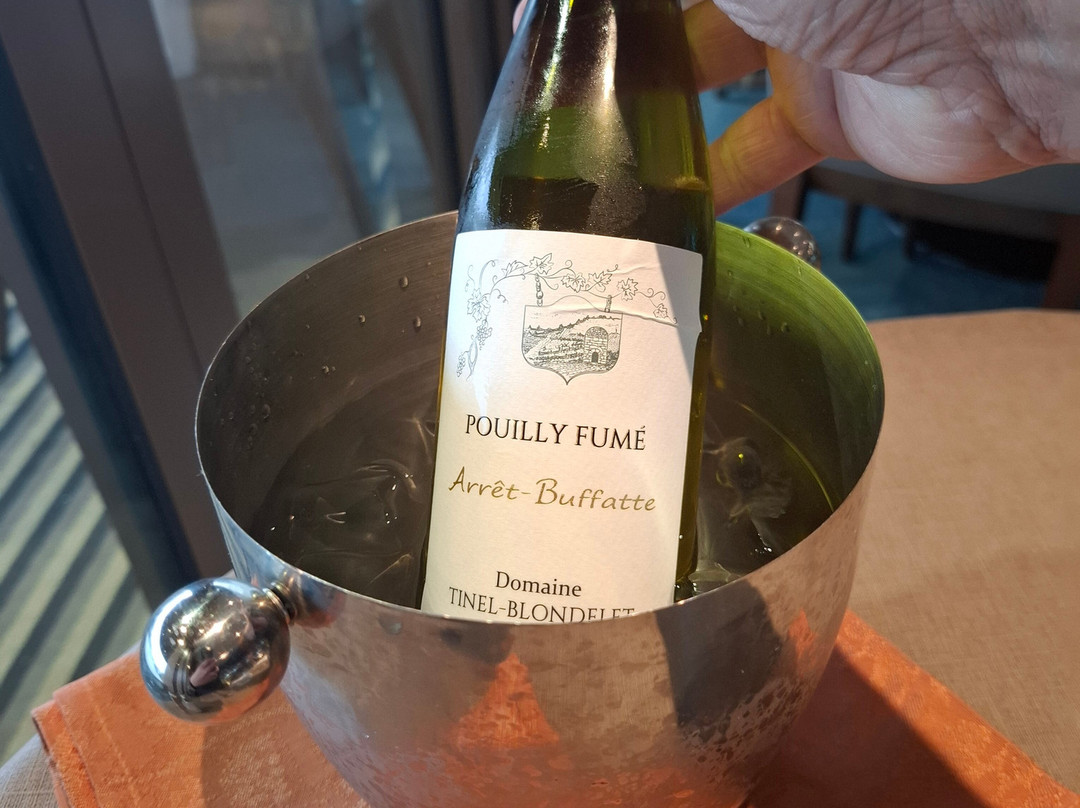 POUILLY FUMÉ
Arrêt-Buffatte
Domaine
TINEL-BLONDELET